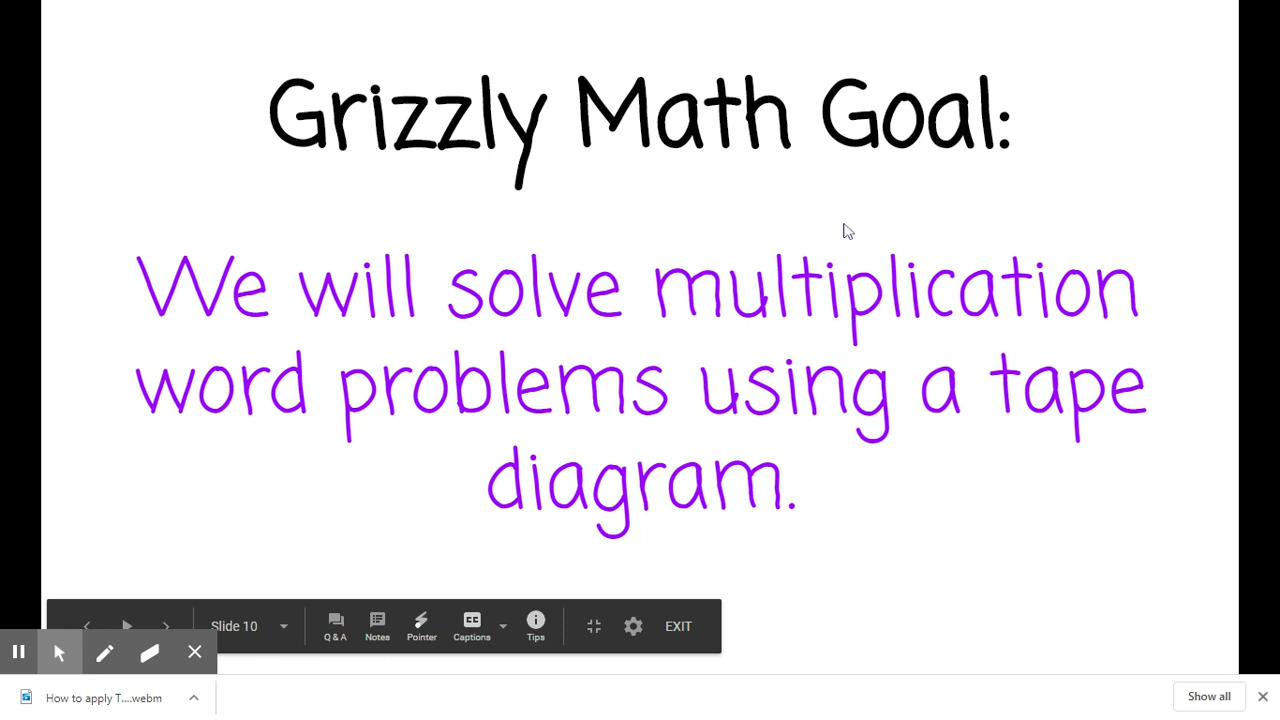 Grizzly Math Goal:
We will solve multiplication
word problems using a tape
diagram.
Slide 10
Q & A
Notes
Pointer
CC
Captions
Tips
EXIT
How to apply T....webm
Show all